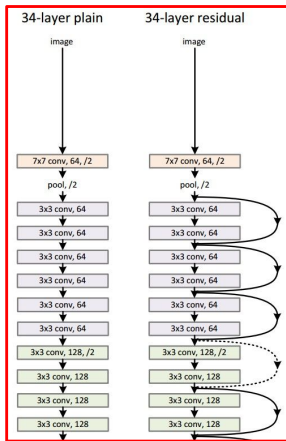 34-layer plain
34-layer residual
image
image
7x7 conv, 64, /2
7x7 conv, 64, /2
pool, /2
pool, /2
3x3 conv, 64
3x3 conv, 64
3x3 conv, 64
3x3 conv, 64
3x3 conv, 64
3x3 conv, 64
3x3 conv, 64
3x3 conv, 64
3x3 conv, 64
3x3 conv, 64
3x3 conv, 64
3x3 conv, 64
3x3 conv, 128, /2
3x3 conv, 128, /2
3x3 conv, 128
3x3 conv, 128
3x3 conv, 128
3x3 conv, 128
3x3 conv, 128
3x3 conv, 128